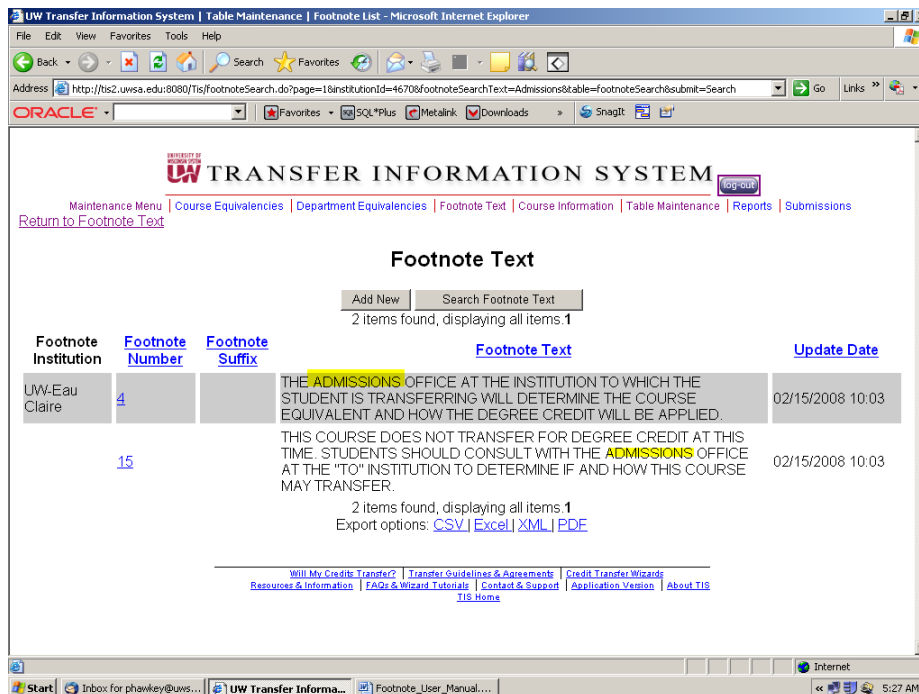 UW Transfer Information System | Table Maintenance | Footnote List - Microsoft Internet Explorer
File Edit View Favorites Tools Help
Back Search Favorites
Address http://tis2.uwsa.edu:8080/Tis/footnoteSearch.do?page=1&institutionId=4670&footnoteSearchText=Admissions&table=footnoteSearch&submit=Search Go Links »
ORACLE Favorites SQL*Plus Metalink Downloads » SnagIt
UNIVERSITY OF WISCONSIN SYSTEM
UW TRANSFER INFORMATION SYSTEM log-out
Maintenance Menu | Course Equivalencies | Department Equivalencies | Footnote Text | Course Information | Table Maintenance | Reports | Submissions
Return to Footnote Text
Footnote Text
Add New Search Footnote Text
2 items found, displaying all items.1
Footnote Institution Footnote Number Footnote Suffix Footnote Text Update Date
UW-Eau Claire 4 THE ADMISSIONS OFFICE AT THE INSTITUTION TO WHICH THE
STUDENT IS TRANSFERRING WILL DETERMINE THE COURSE
EQUIVALENT AND HOW THE DEGREE CREDIT WILL BE APPLIED. 02/15/2008 10:03
15 THIS COURSE DOES NOT TRANSFER FOR DEGREE CREDIT AT THIS
TIME. STUDENTS SHOULD CONSULT WITH THE ADMISSIONS OFFICE
AT THE "TO" INSTITUTION TO DETERMINE IF AND HOW THIS COURSE
MAY TRANSFER. 02/15/2008 10:03
2 items found, displaying all items.1
Export options: CSV | Excel | XML | PDF
Will My Credits Transfer? | Transfer Guidelines & Agreements | Credit Transfer Wizards
Resources & Information | FAQs & Wizard Tutorials | Contact & Support | Application Version | About TIS
TIS Home
Internet
Start Inbox for phawkey@uws... UW Transfer Informa... Footnote_User_Manual.... « 5:27 AM